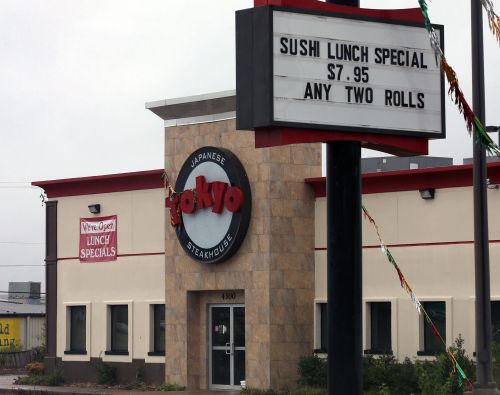 SUSHI LUNCH SPECIAL
$7.95
ANY TWO ROLLS
JAPANESE
Tokyo
STEAKHOUSE
We're Open
LUNCH
SPECIALS
4300